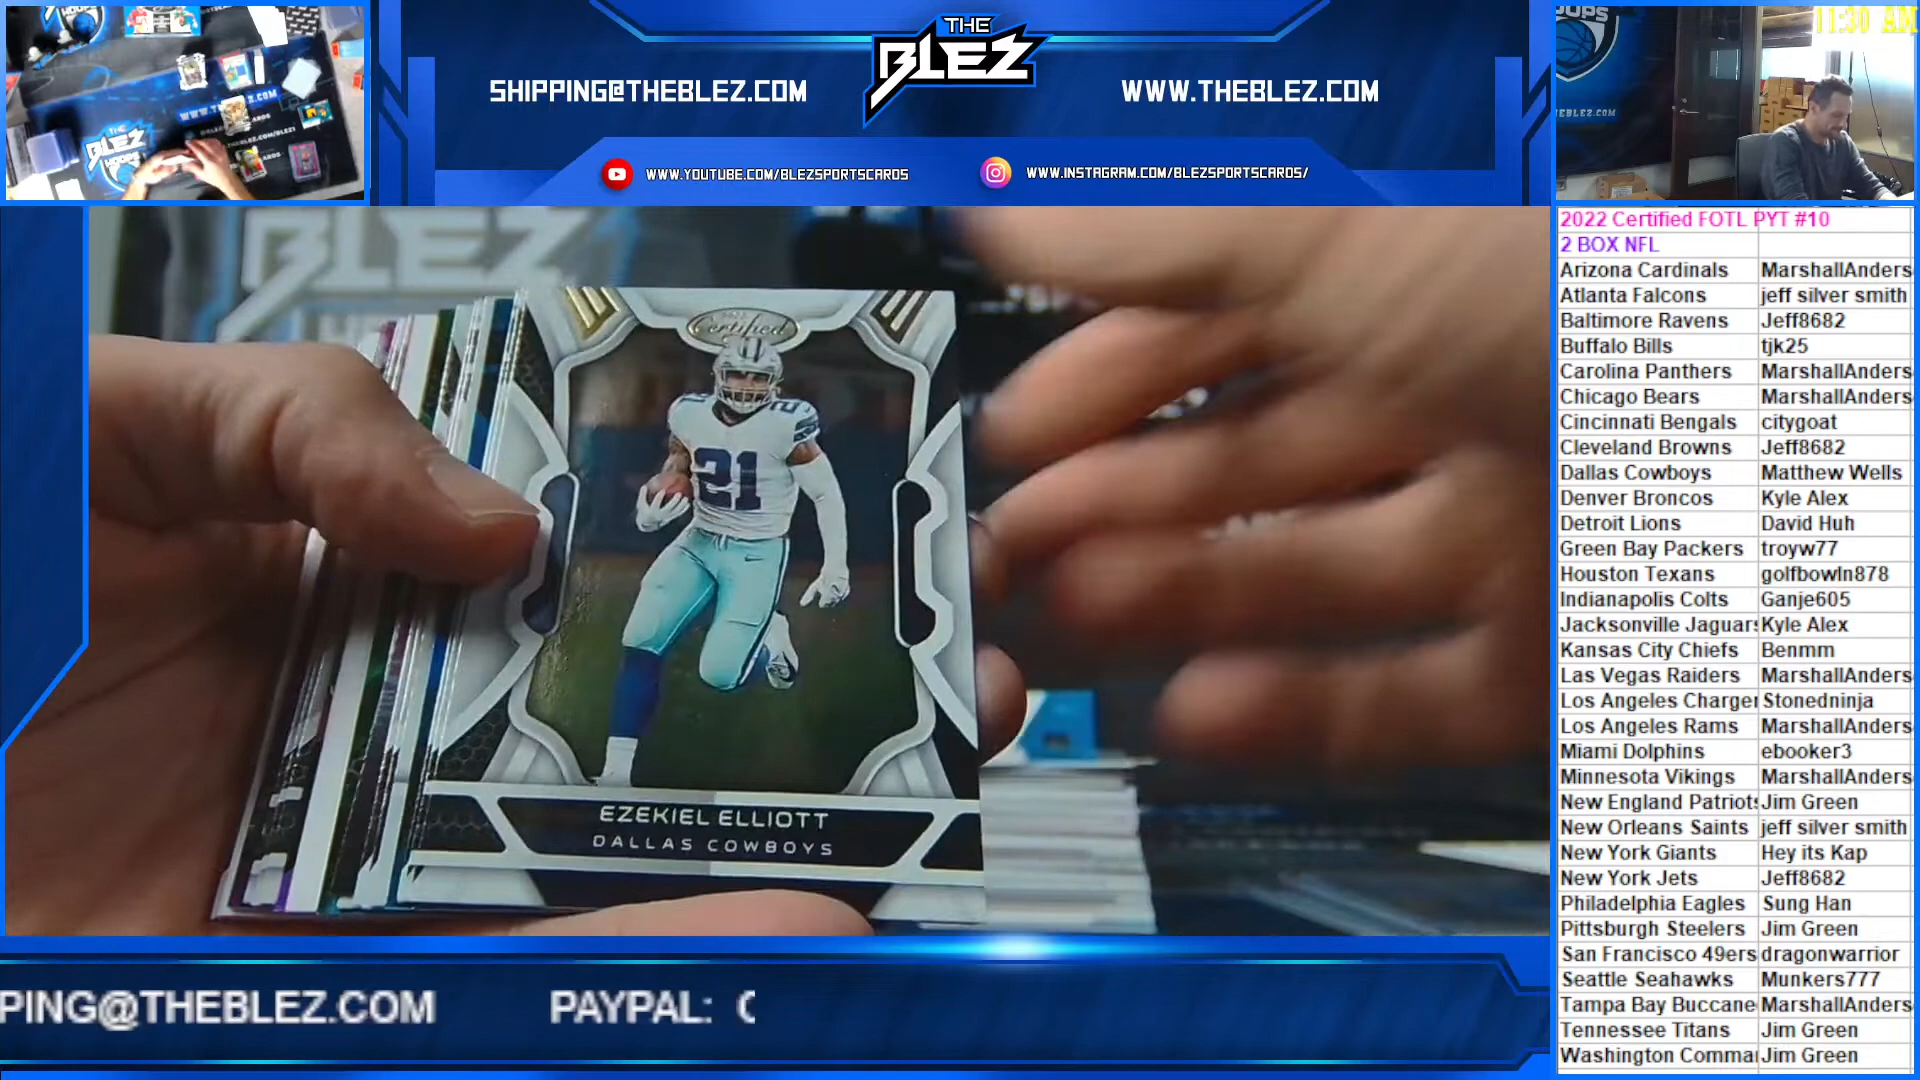 THE
BLEZ
SHIPPING@THEBLEZ.COM
WWW.THEBLEZ.COM
WWW.YOUTUBE.COM/BLEZSPORTSCARDS
WWW.INSTAGRAM.COM/BLEZSPORTSCARDS/
11:30 AM
2022 Certified FOTL PYT #10
2 BOX NFL
Arizona Cardinals MarshallAnders
Atlanta Falcons jeff silver smith
Baltimore Ravens Jeff8682
Buffalo Bills tjk25
Carolina Panthers MarshallAnders
Chicago Bears MarshallAnders
Cincinnati Bengals citygoat
Cleveland Browns Jeff8682
Dallas Cowboys Matthew Wells
Denver Broncos Kyle Alex
Detroit Lions David Huh
Green Bay Packers troyw77
Houston Texans golfbowln878
Indianapolis Colts Ganje605
Jacksonville Jaguars Kyle Alex
Kansas City Chiefs Benmm
Las Vegas Raiders MarshallAnders
Los Angeles Charger Stonedninja
Los Angeles Rams MarshallAnders
Miami Dolphins ebooker3
Minnesota Vikings MarshallAnders
New England Patriots Jim Green
New Orleans Saints jeff silver smith
New York Giants Hey its Kap
New York Jets Jeff8682
Philadelphia Eagles Sung Han
Pittsburgh Steelers Jim Green
San Francisco 49ers dragonwarrior
Seattle Seahawks Munkers777
Tampa Bay Buccane MarshallAnders
Tennessee Titans Jim Green
Washington Comma Jim Green
BLEZ
Certified
21
EZEKIEL ELLIOTT
DALLAS COWBOYS
PING@THEBLEZ.COM PAYPAL: